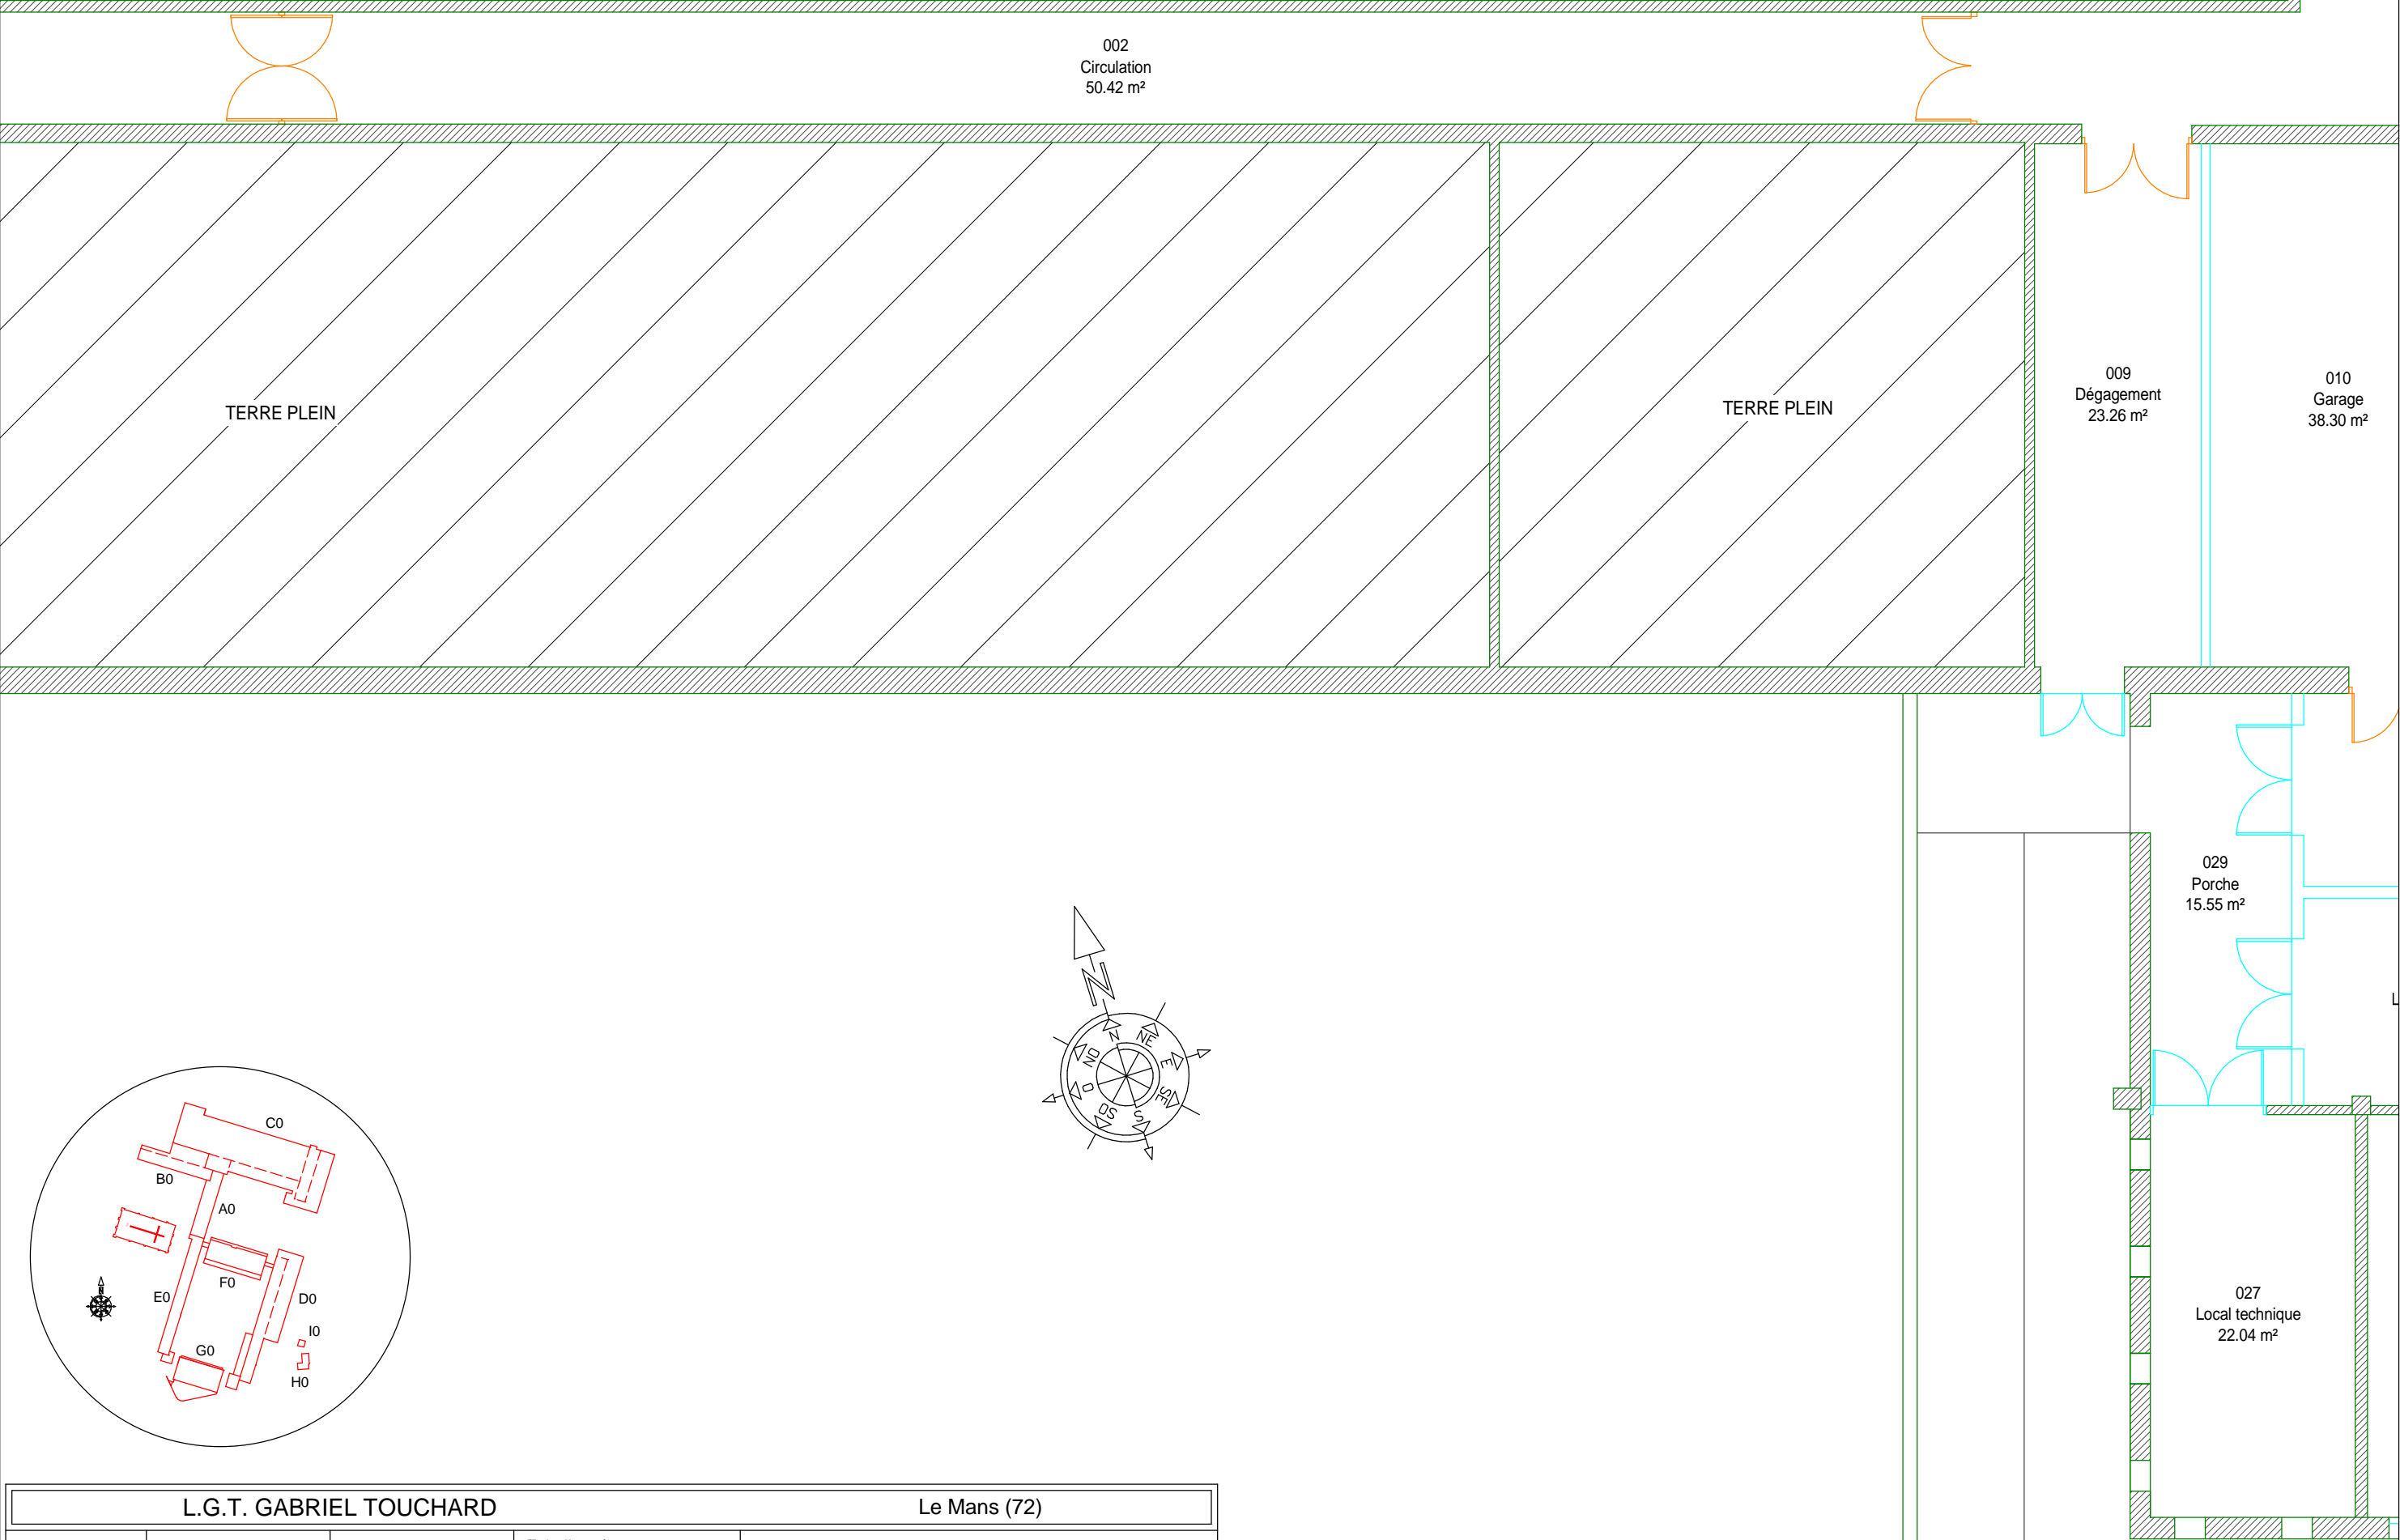 002
Circulation
50.42 m²
TERRE PLEIN
TERRE PLEIN
009
Dégagement
23.26 m²
010
Garage
38.30 m²
029
Porche
15.55 m²
L
N
N
NE
E
SE
S
SO
O
NO
C0
B0
A0
F0
E0
D0
I0
G0
H0
027
Local technique
22.04 m²
L.G.T. GABRIEL TOUCHARD
Le Mans (72)